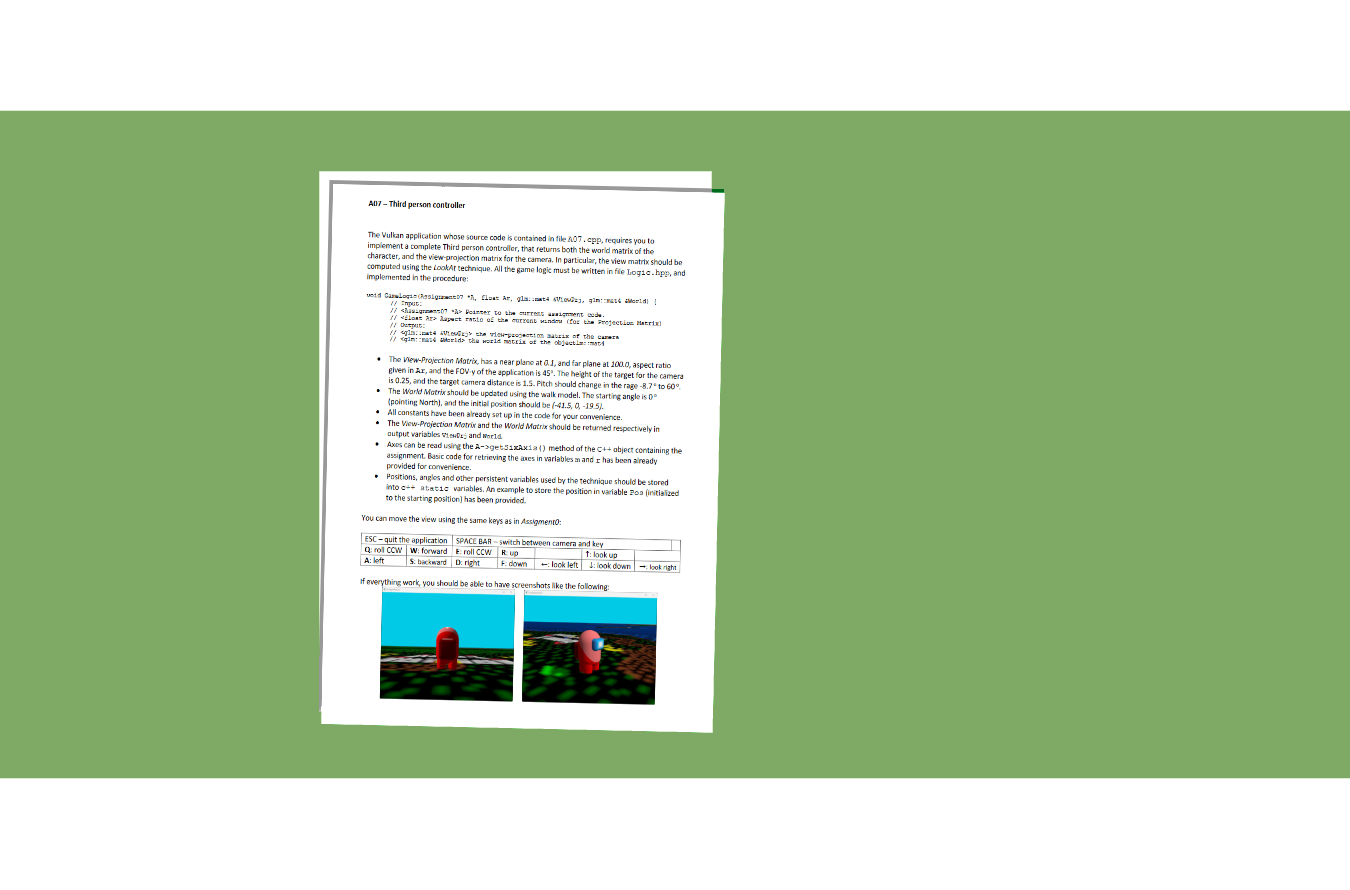 A07 – Third person controller
The Vulkan application whose source code is contained in file A07.cpp, requires you to
implement a complete Third person controller, that returns both the world matrix of the
character, and the view-projection matrix for the camera. In particular, the view matrix should be
computed using the LookAt technique. All the game logic must be written in file Logic.hpp, and
implemented in the procedure:
void GameLogic(Assignment07 *A, float Ar, glm::mat4 &ViewPrj, glm::mat4 &World) {
// Input:
// <Assignment07 *A> Pointer to the current assignment code.
// <float Ar> Aspect ratio of the current window (for the Projection Matrix)
// Output:
// <glm::mat4 &ViewPrj> the view-projection matrix of the camera
// <glm::mat4 &World> the world matrix of the objectim::mat4
• The View-Projection Matrix, has a near plane at 0.1, and far plane at 100.0, aspect ratio
given in Ar, and the FOV-y of the application is 45°. The height of the target for the camera
is 0.25, and the target camera distance is 1.5. Pitch should change in the rage -8.7° to 60°.
• The World Matrix should be updated using the walk model. The starting angle is 0°
(pointing North), and the initial position should be (-41.5, 0, -19.5).
• All constants have been already set up in the code for your convenience.
• The View-Projection Matrix and the World Matrix should be returned respectively in
output variables ViewPrj and World.
• Axes can be read using the A->getSixAxis() method of the C++ object containing the
assignment. Basic code for retrieving the axes in variables m and r has been already
provided for convenience.
• Positions, angles and other persistent variables used by the technique should be stored
into c++ static variables. An example to store the position in variable Pos (initialized
to the starting position) has been provided.
You can move the view using the same keys as in Assigment0:
ESC – quit the application SPACE BAR – switch between camera and key
Q: roll CCW W: forward E: roll CCW R: up ↑: look up
A: left S: backward D: right F: down ←: look left ↓: look down →: look right
If everything work, you should be able to have screenshots like the following: